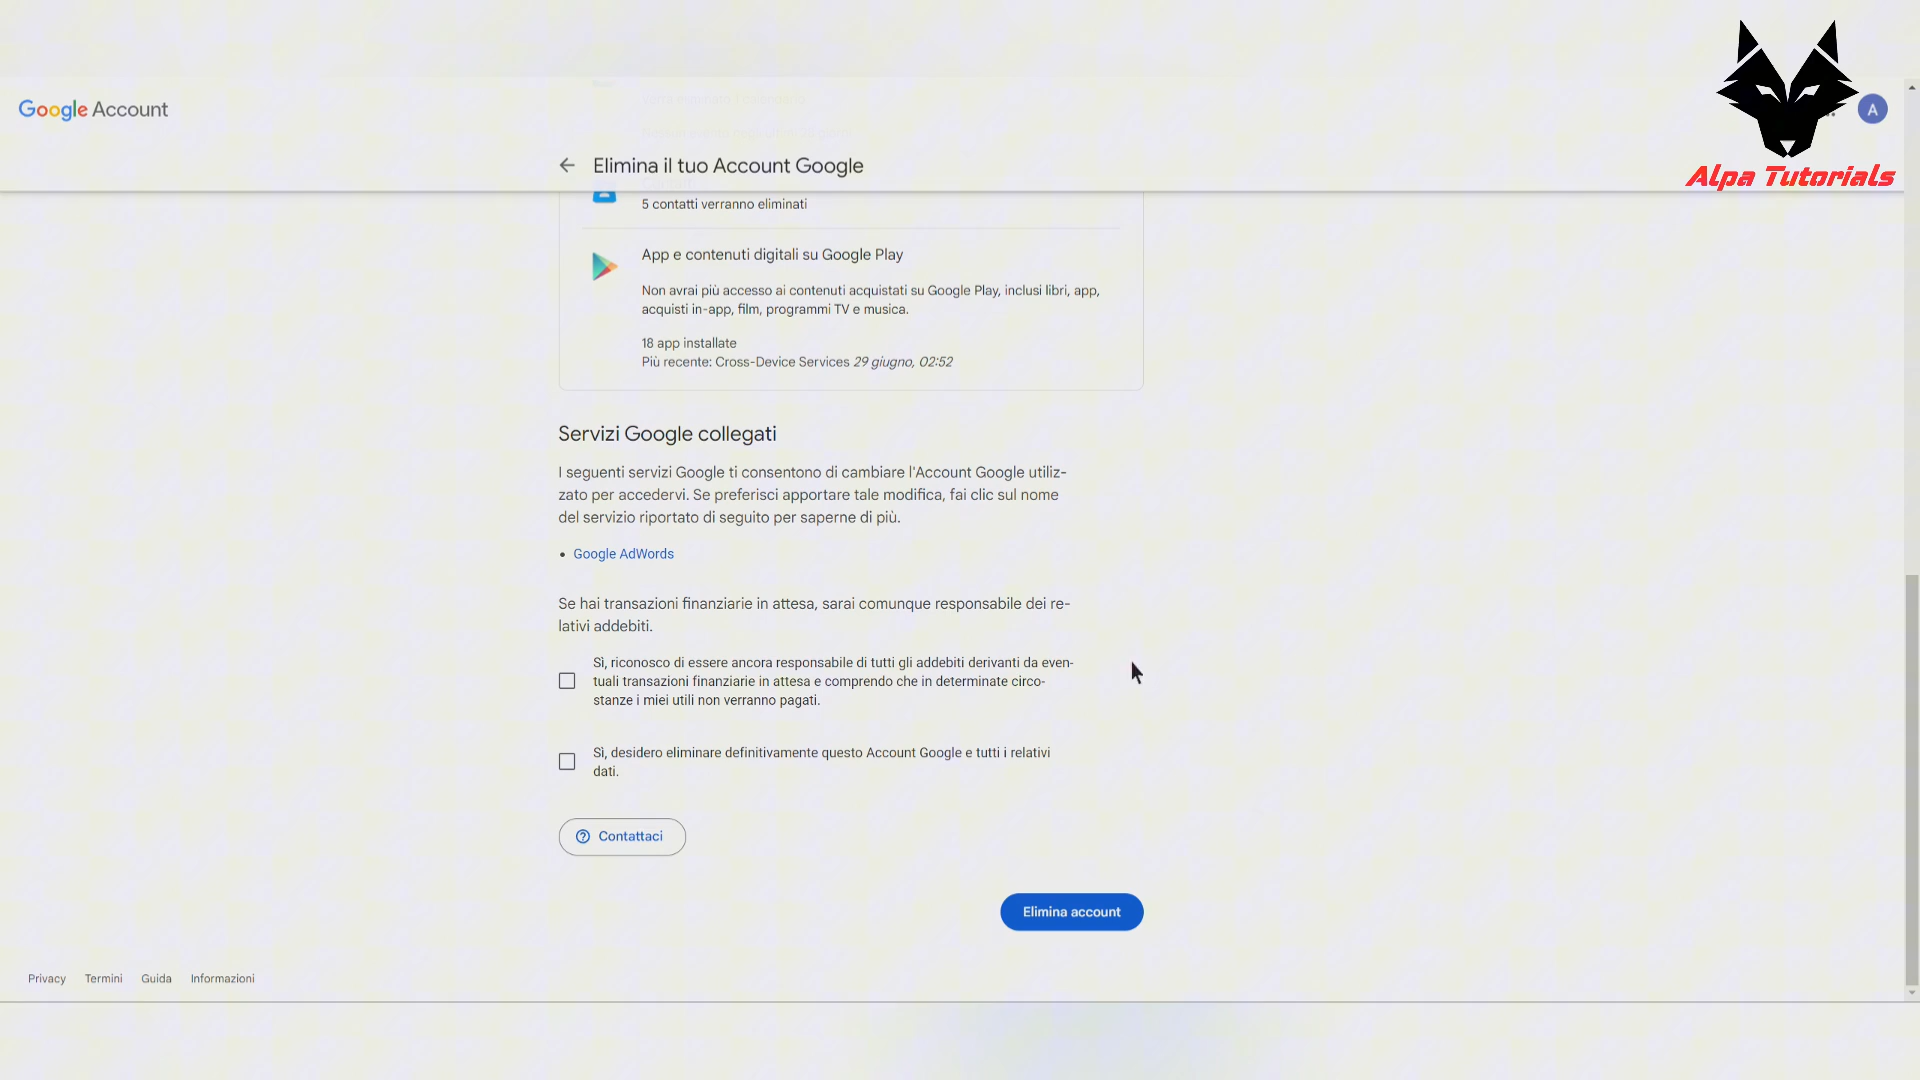 Google Account
A
Alpa Tutorials
Elimina il tuo Account Google
5 contatti verranno eliminati
App e contenuti digitali su Google Play
Non avrai più accesso ai contenuti acquistati su Google Play, inclusi libri, app,
acquisti in-app, film, programmi TV e musica.
18 app installate
Più recente: Cross-Device Services 29 giugno, 02:52
Servizi Google collegati
I seguenti servizi Google ti consentono di cambiare l'Account Google utiliz-
zato per accedervi. Se preferisci apportare tale modifica, fai clic sul nome
del servizio riportato di seguito per saperne di più.
• Google AdWords
Se hai transazioni finanziarie in attesa, sarai comunque responsabile dei re-
lativi addebiti.
Sì, riconosco di essere ancora responsabile di tutti gli addebiti derivanti da even-
tuali transazioni finanziarie in attesa e comprendo che in determinate circo-
stanze i miei utili non verranno pagati.
Sì, desidero eliminare definitivamente questo Account Google e tutti i relativi
dati.
Contattaci
Elimina account
Privacy Termini Guida Informazioni